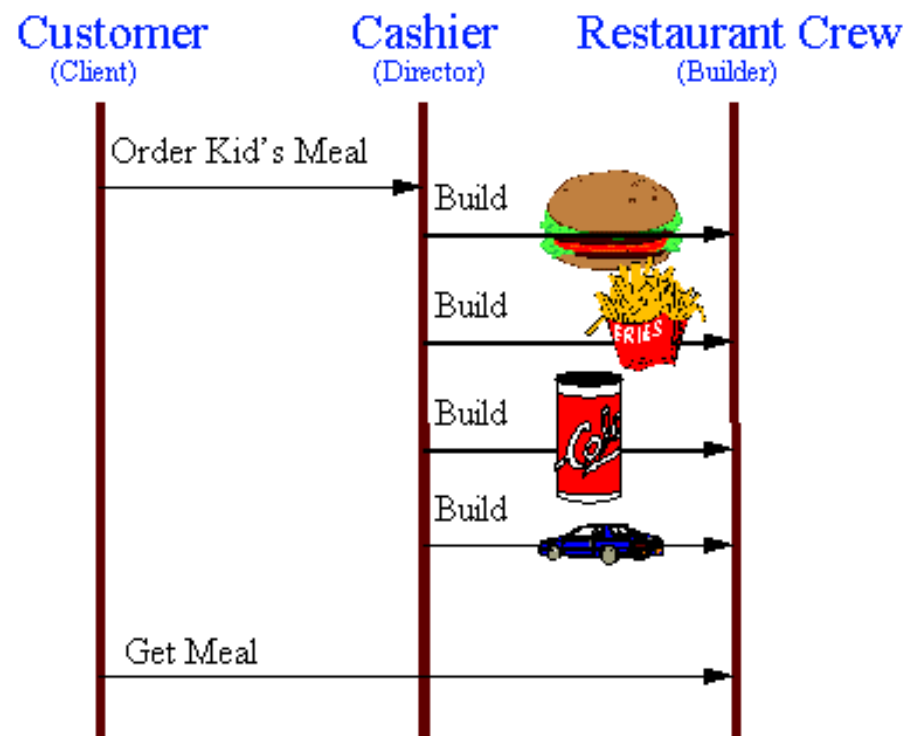 Customer
(Client)
Cashier
(Director)
Restaurant Crew
(Builder)
Order Kid's Meal
Build
Build
FRIES
Build
Cola
Build
Get Meal